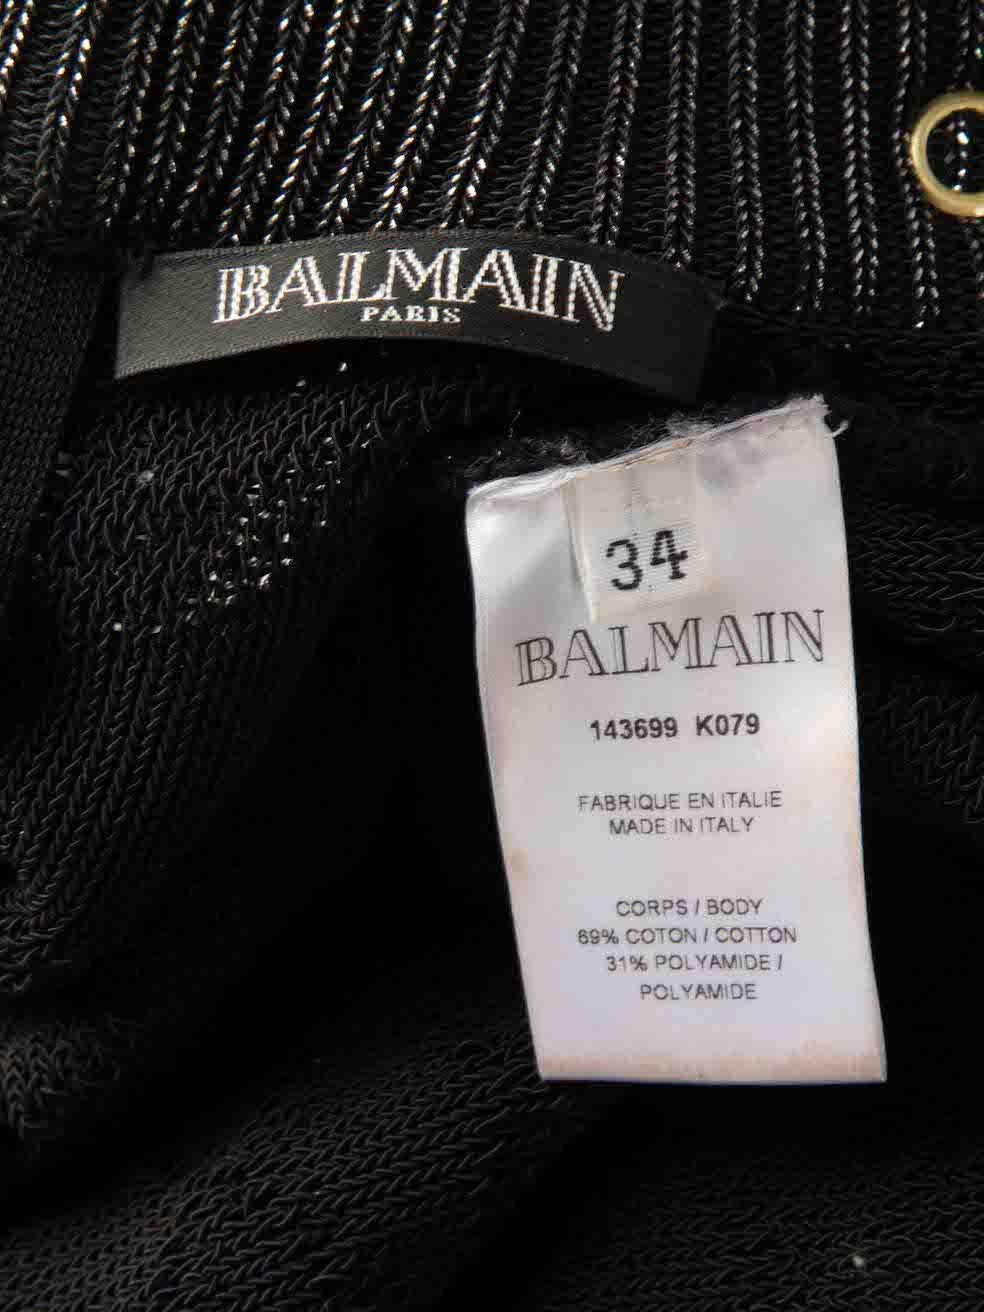 BALMAIN
PARIS
34
BALMAIN
143699 K079
FABRIQUE EN ITALIE
MADE IN ITALY
CORPS / BODY
69% COTON / COTTON
31% POLYAMIDE /
POLYAMIDE